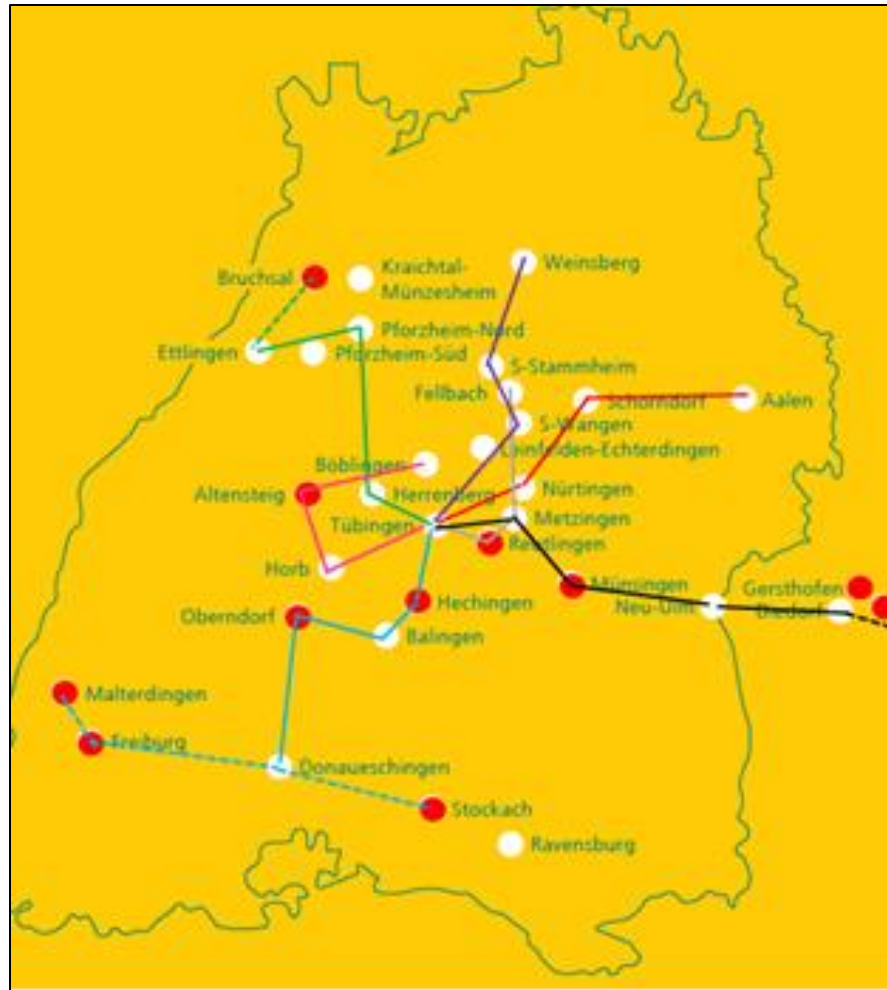 Weinsberg
Kraichtal-
Münzesheim
Bruchsal
Pforzheim-Nord
Ettlingen
Pforzheim-Süd
S-Stammheim
Fellbach
Schorndorf
Aalen
S-Wangen
Leinfelden-Echterdingen
Böblingen
Altensteig
Herrenberg
Nürtingen
Tübingen
Metzingen
Reutlingen
Horb
Gersthofen
Neu-Ulm
Hechingen
Oberndorf
Balingen
Malterdingen
Freiburg
Donaueschingen
Stockach
Ravensburg